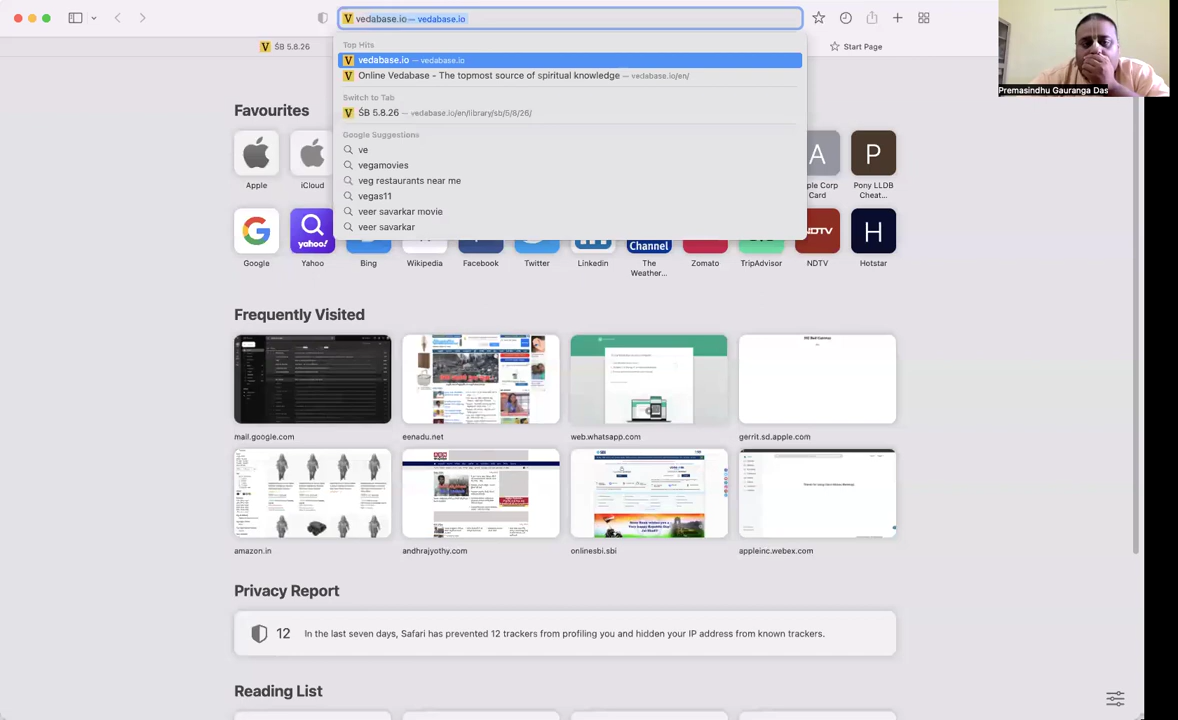 vedabase.io — vedabase.io
ŚB 5.8.26
Start Page
Premasindhu Gauranga Das
Top Hits
vedabase.io — vedabase.io
Online Vedabase - The topmost source of spiritual knowledge — vedabase.io/en/
Switch to Tab
ŚB 5.8.26 — vedabase.io/en/library/sb/5/8/26/
Google Suggestions
ve
vegamovies
veg restaurants near me
vegas11
veer savarkar movie
veer savarkar
Favourites
Apple
iCloud
A
ple Corp
Card
P
Pony LLDB
Cheat...
Google
yahoo!
Yahoo
Bing
Wikipedia
Facebook
Twitter
Linkedin
Channel
The
Weather...
Zomato
TripAdvisor
NDTV
NDTV
H
Hotstar
Frequently Visited
mail.google.com
eenadu.net
web.whatsapp.com
gerrit.sd.apple.com
amazon.in
andhrajyothy.com
onlinesbi.sbi
appleinc.webex.com
Privacy Report
12
In the last seven days, Safari has prevented 12 trackers from profiling you and hidden your IP address from known trackers.
Reading List